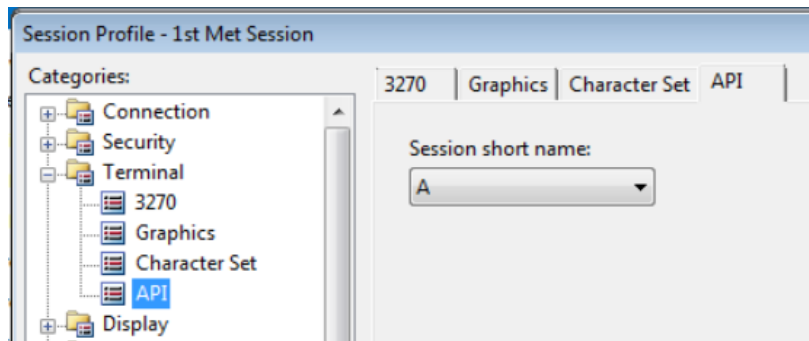 Session Profile - 1st Met Session
Categories:
Connection
Security
Terminal
3270
Graphics
Character Set
API
Display
3270 Graphics Character Set API
Session short name:
A